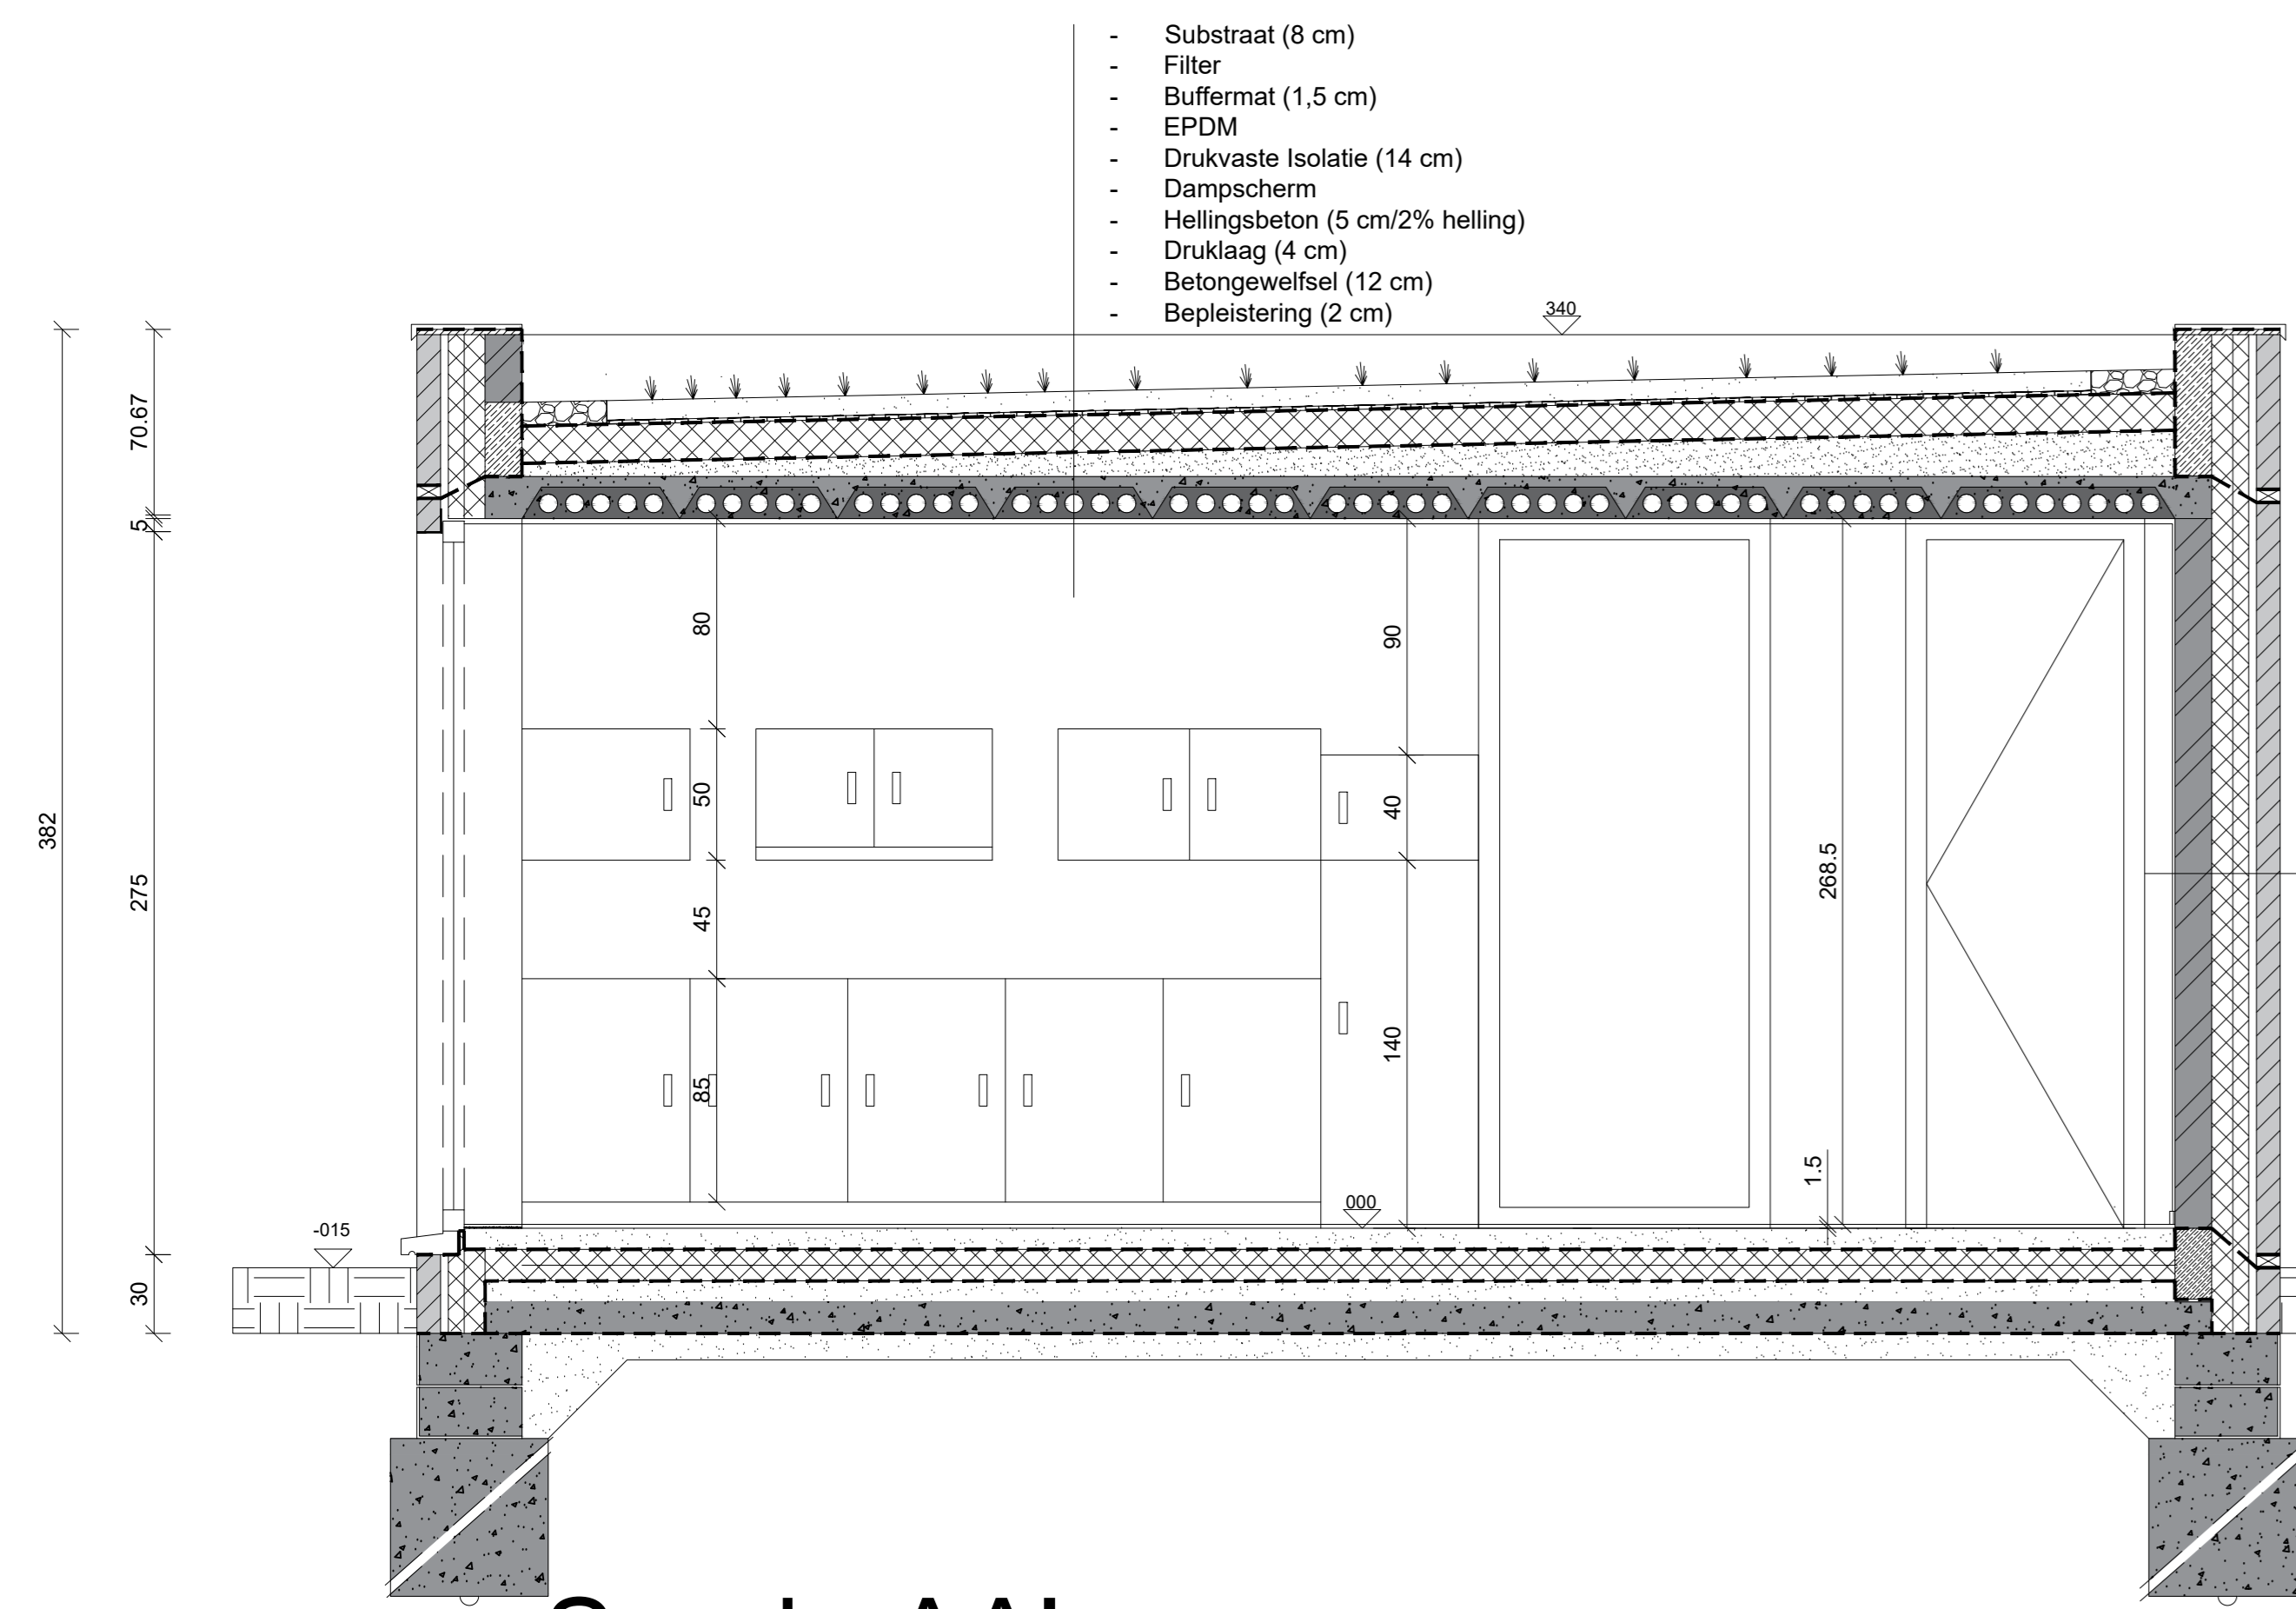 - Substraat (8 cm)
- Filter
- Buffermat (1,5 cm)
- EPDM
- Drukvaste Isolatie (14 cm)
- Dampscherm
- Hellingsbeton (5 cm/2% helling)
- Druklaag (4 cm)
- Betongewelfsel (12 cm)
- Bepleistering (2 cm)
340
70.67
5
80
90
382
275
50
40
268.5
45
140
85
1.5
000
-015
30